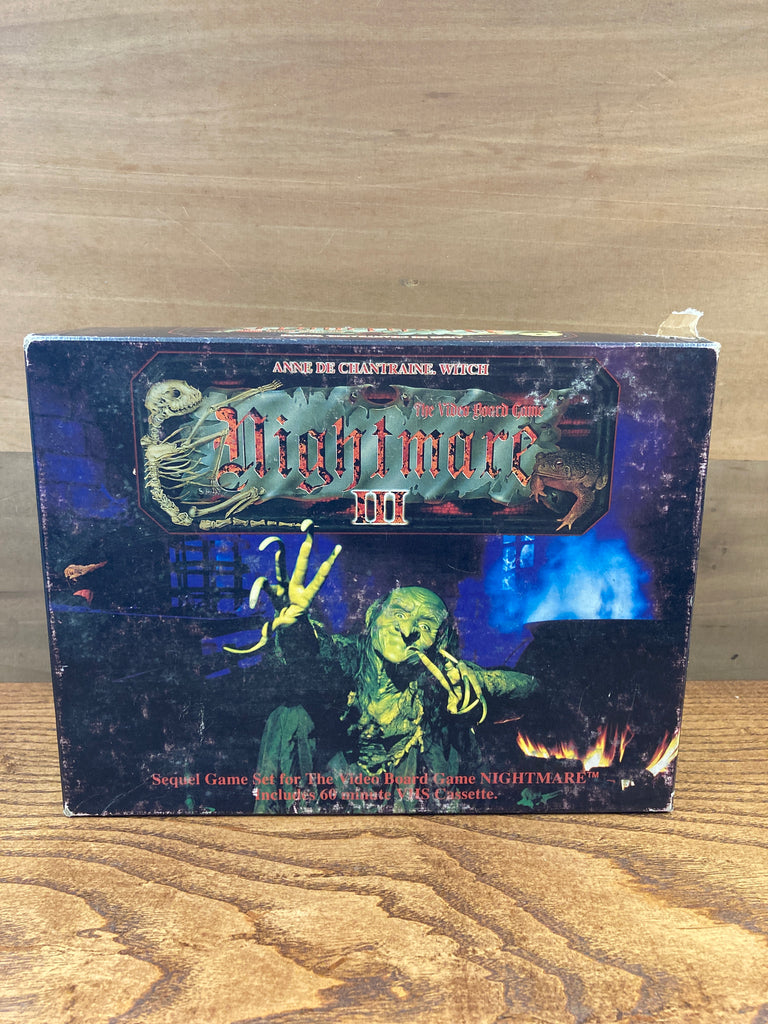 ANNE DE CHANTRAINE, WITCH
The Video Board Game
Nightmare
III
Sequel Game Set for The Video Board Game NIGHTMARE™
Includes 60 minute VHS Cassette.